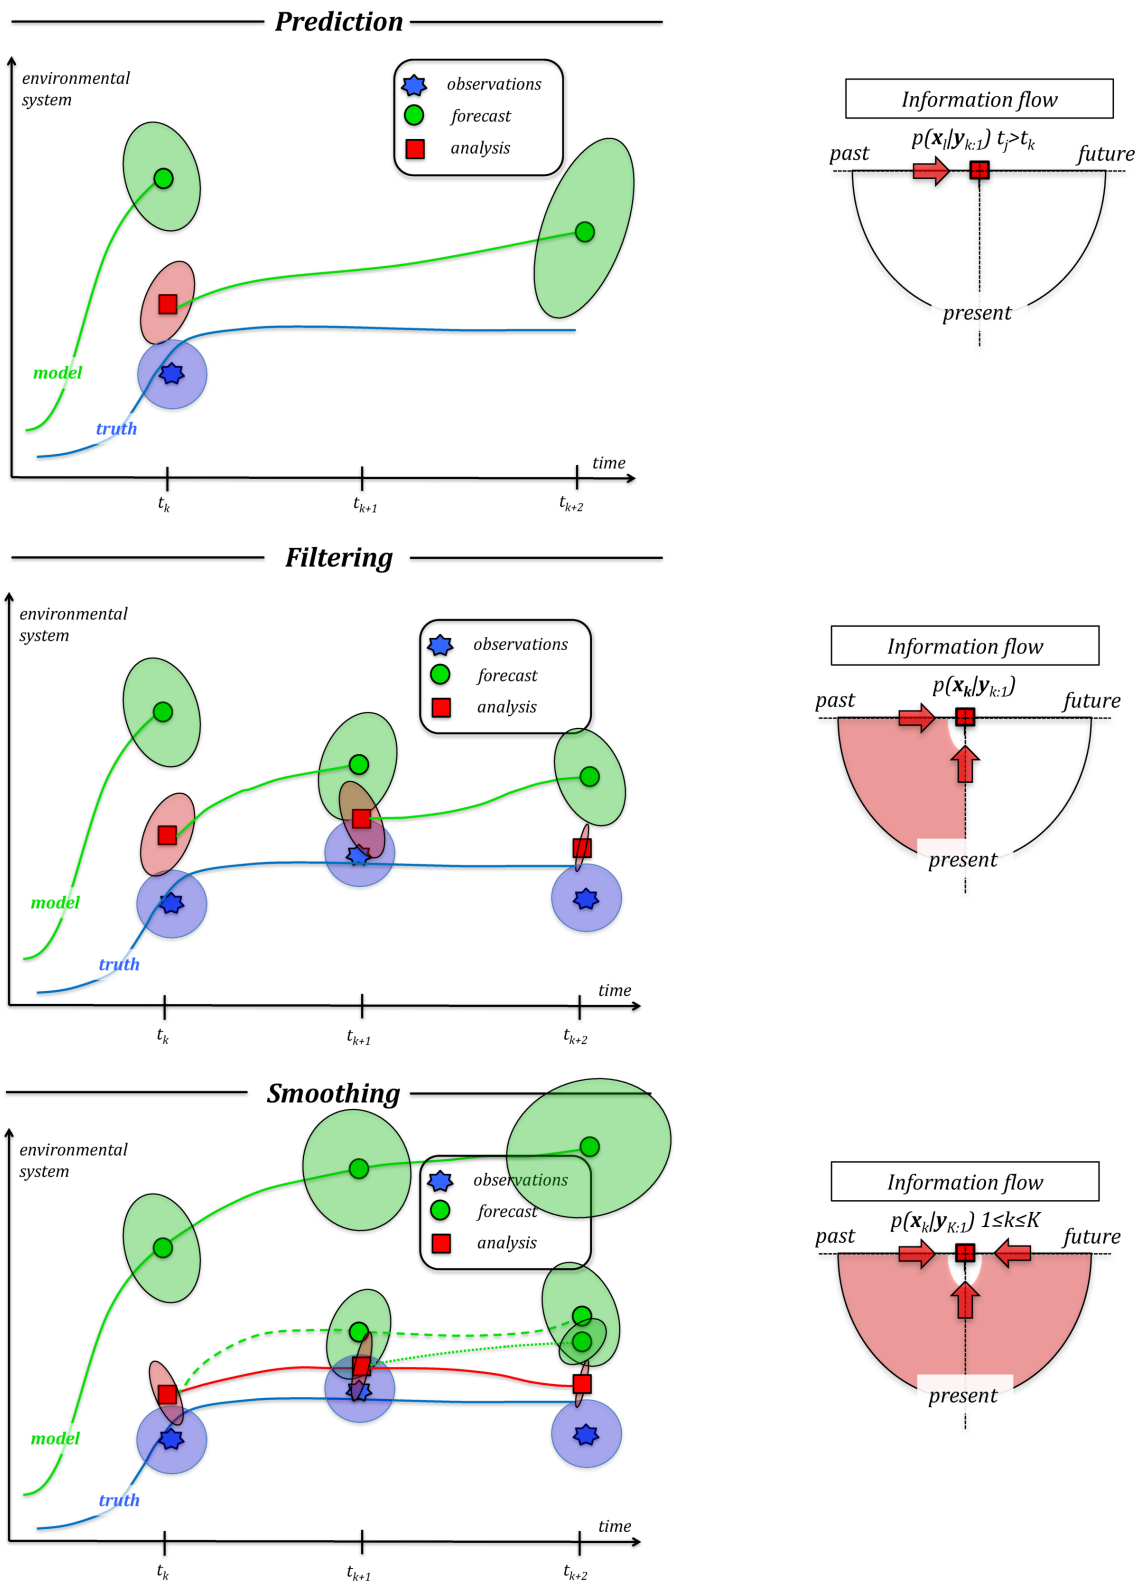 Prediction
environmental
system
observations
forecast
analysis
model
truth
time
tk
tk+1
tk+2
Information flow
p(xl|yk:1) tj>tk
past
future
present
Filtering
environmental
system
observations
forecast
analysis
model
truth
time
tk
tk+1
tk+2
Information flow
p(xk|yk:1)
past
future
present
Smoothing
environmental
system
observations
forecast
analysis
model
truth
time
tk
tk+1
tk+2
Information flow
p(xk|yK:1) 1≤k≤K
past
future
present